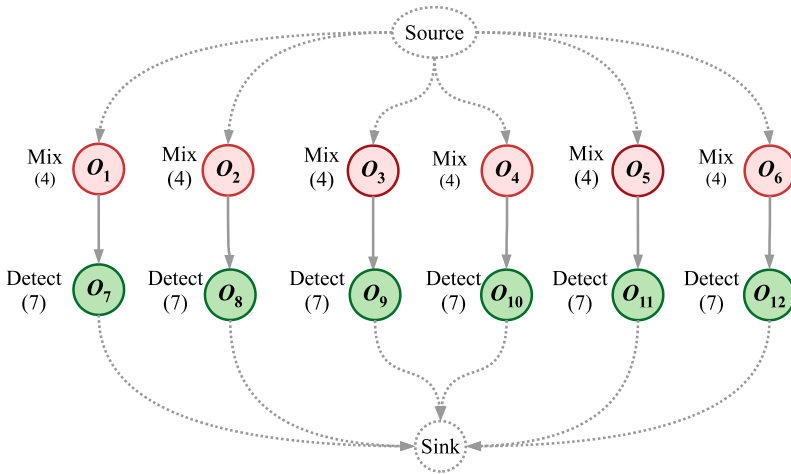 Source
Mix (4) O1
Mix (4) O2
Mix (4) O3
Mix (4) O4
Mix (4) O5
Mix (4) O6
Detect (7) O7
Detect (7) O8
Detect (7) O9
Detect (7) O10
Detect (7) O11
Detect (7) O12
Sink